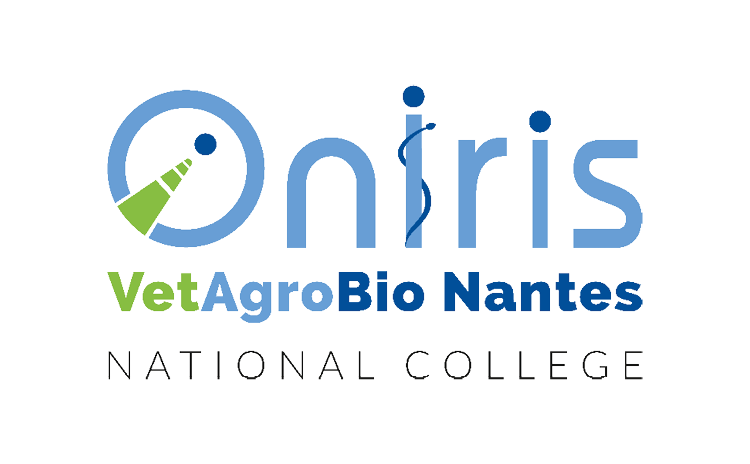 Oniris
VetAgroBio Nantes
NATIONAL COLLEGE